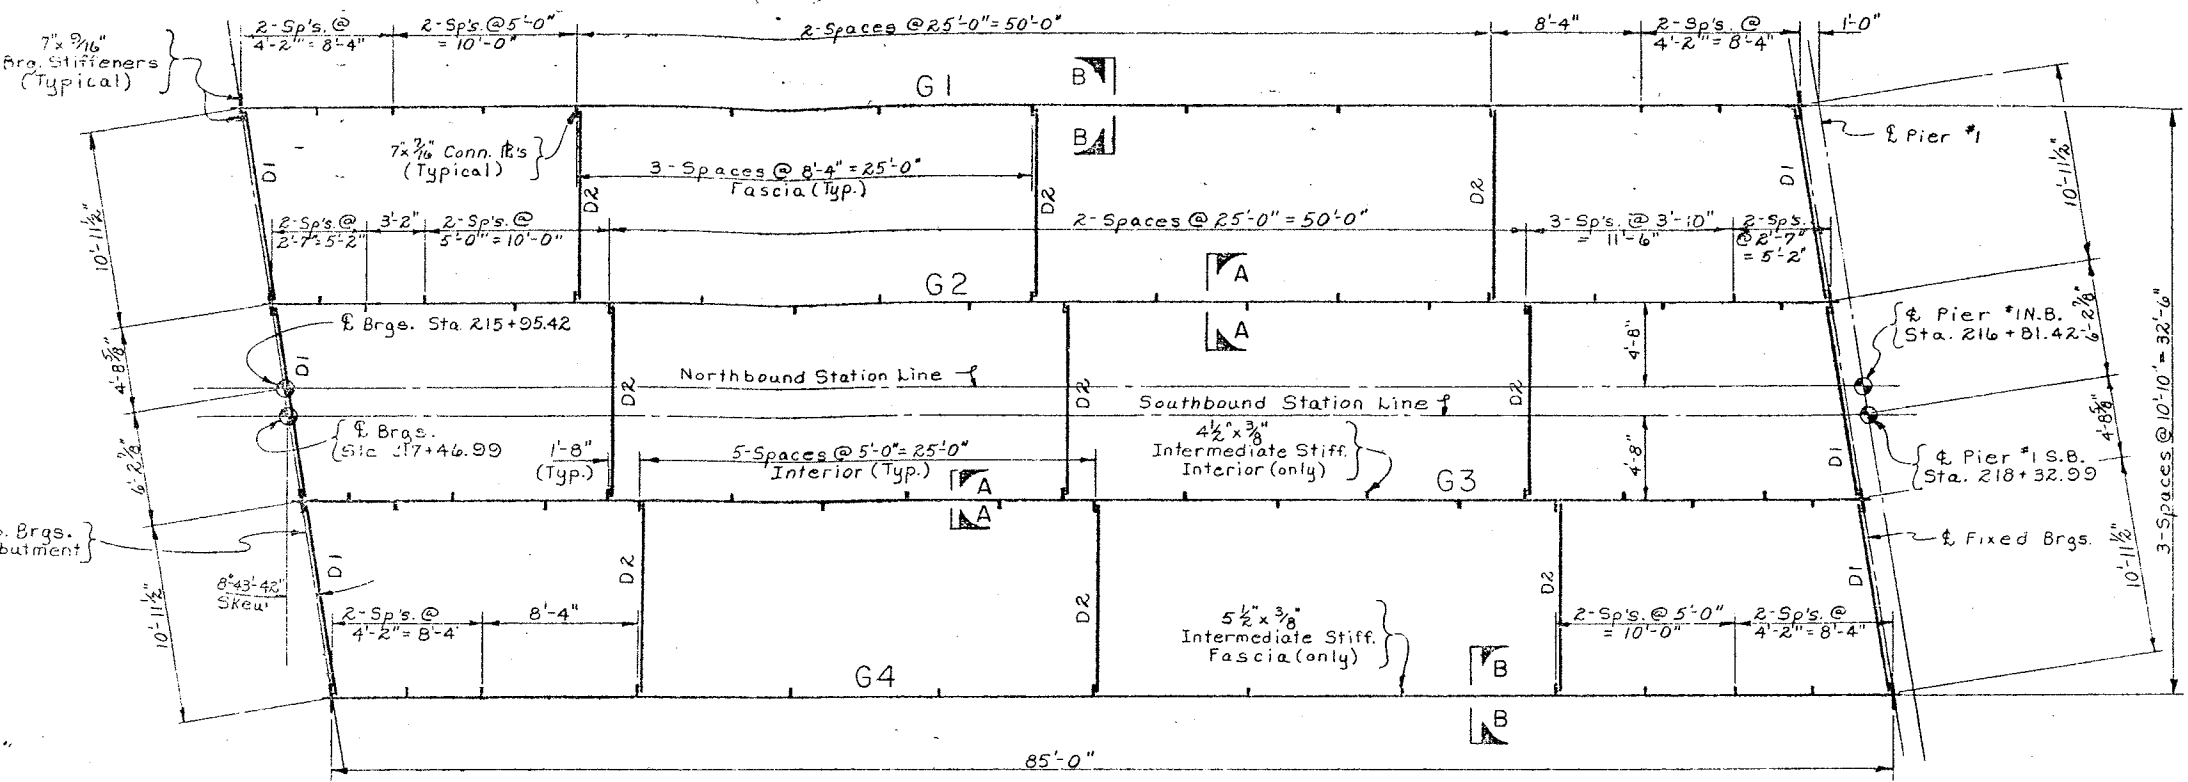 2-Sp's. @
4'-2" = 8'-4"
2-Sp's. @ 5'-0"
= 10'-0"
2-Spaces @ 25'-0" = 50'-0"
8'-4"
2-Sp's. @
4'-2" = 8'-4"
1'-0"
7" x 9/16"
Brg. Stiffeners
(Typical)
G1
B
B
℄ Pier #1
7" x 7/16" Conn. ℄'s
(Typical)
3-Spaces @ 8'-4" = 25'-0"
Fascia (Typ.)
D1
D2
D2
D2
D1
10'-11½"
10'-11½"
2-Sp's. @
2'-7" = 5'-2"
3'-2"
2-Sp's. @
5'-0" = 10'-0"
2-Spaces @ 25'-0" = 50'-0"
3-Sp's. @ 3'-10"
= 11'-6"
2-Sp's.
@ 2'-7"
= 5'-2"
G2
A
A
℄ Brgs. Sta. 215+95.42
4'-8"
℄ Pier #1 N.B.
Sta. 216+81.42
6'-2⅞"
4'-8⅝"
D1
D2
D2
D2
Northbound Station Line
Southbound Station Line
℄ Brgs.
17+46.99
1'-8"
(Typ.)
5-Spaces @ 5'-0" = 25'-0"
Interior (Typ.)
4½" x ⅜"
Intermediate Stiff.
Interior (only)
4'-8"
D1
4'-8⅝"
℄ Pier #1 S.B.
Sta. 218+32.99
3-Spaces @ 10'-10" = 32'-6"
6'-2⅞"
A
A
G3
Brgs.
butment
℄ Fixed Brgs.
D1
D2
D2
D2
D1
8°-43'-42"
Skew
10'-11½"
10'-11½"
2-Sp's. @
4'-2" = 8'-4"
8'-4"
5½" x ⅜"
Intermediate Stiff.
Fascia (only)
2-Sp's. @ 5'-0"
= 10'-0"
2-Sp's. @
4'-2" = 8'-4"
G4
B
B
85'-0"